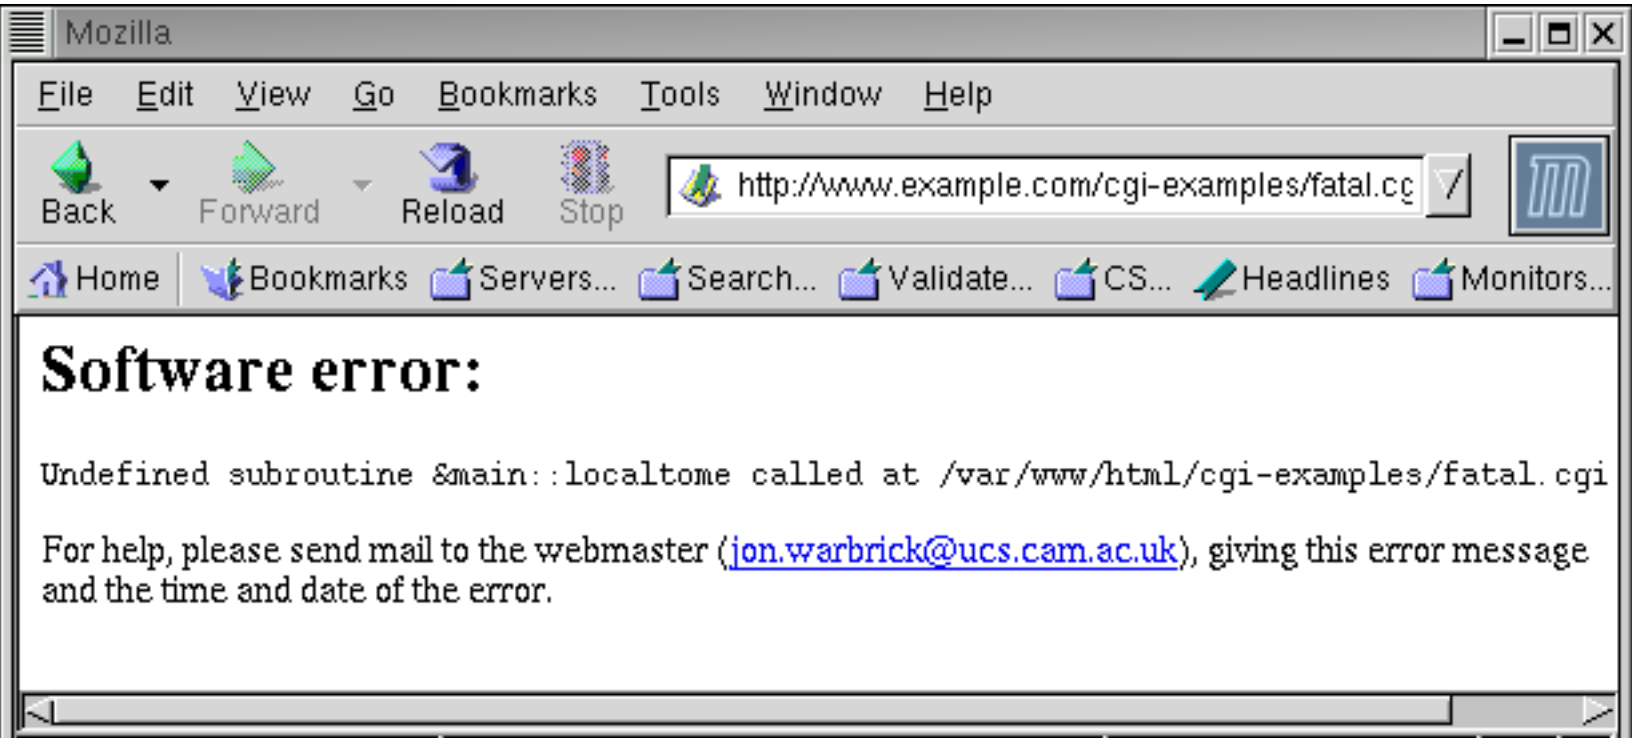 Mozilla
File Edit View Go Bookmarks Tools Window Help
Back Forward Reload Stop http://www.example.com/cgi-examples/fatal.cg
Home Bookmarks Servers... Search... Validate... CS... Headlines Monitors...
Software error:
Undefined subroutine &main::localtome called at /var/www/html/cgi-examples/fatal.cgi
For help, please send mail to the webmaster (jon.warbrick@ucs.cam.ac.uk), giving this error message
and the time and date of the error.